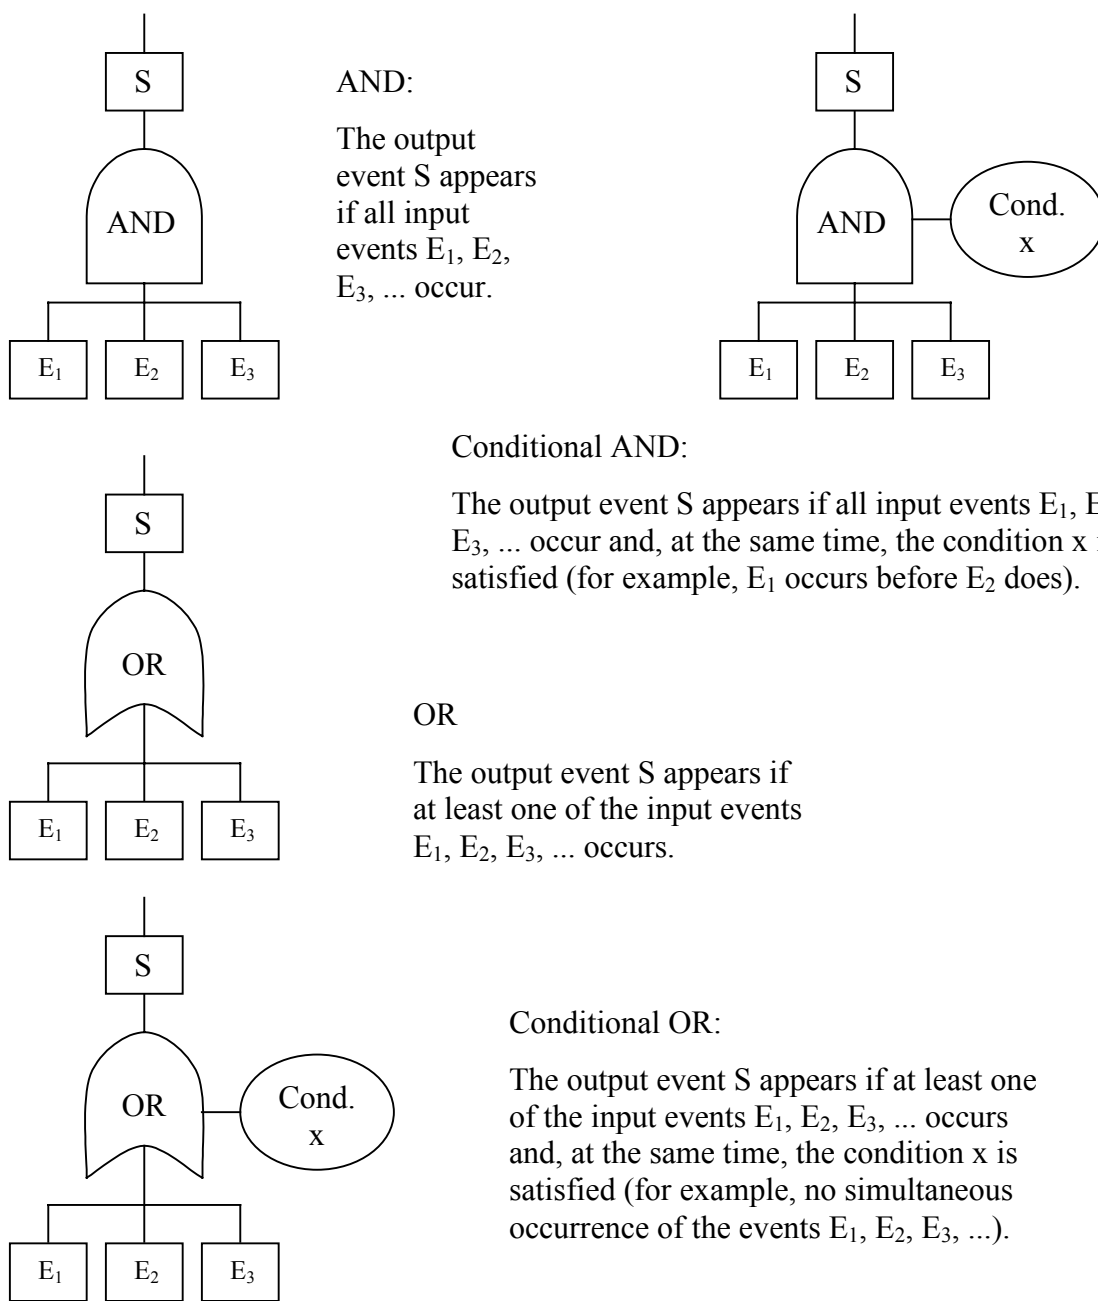 S
AND:
The output
event S appears
if all input
events E₁, E₂,
E₃, ... occur.
AND
E₁ E₂ E₃
S
AND
Cond.
x
E₁ E₂ E₃
Conditional AND:
The output event S appears if all input events E₁,
E₃, ... occur and, at the same time, the condition x
satisfied (for example, E₁ occurs before E₂ does).
S
OR
E₁ E₂ E₃
OR
The output event S appears if
at least one of the input events
E₁, E₂, E₃, ... occurs.
S
OR
Cond.
x
E₁ E₂ E₃
Conditional OR:
The output event S appears if at least one
of the input events E₁, E₂, E₃, ... occurs
and, at the same time, the condition x is
satisfied (for example, no simultaneous
occurrence of the events E₁, E₂, E₃, ...).